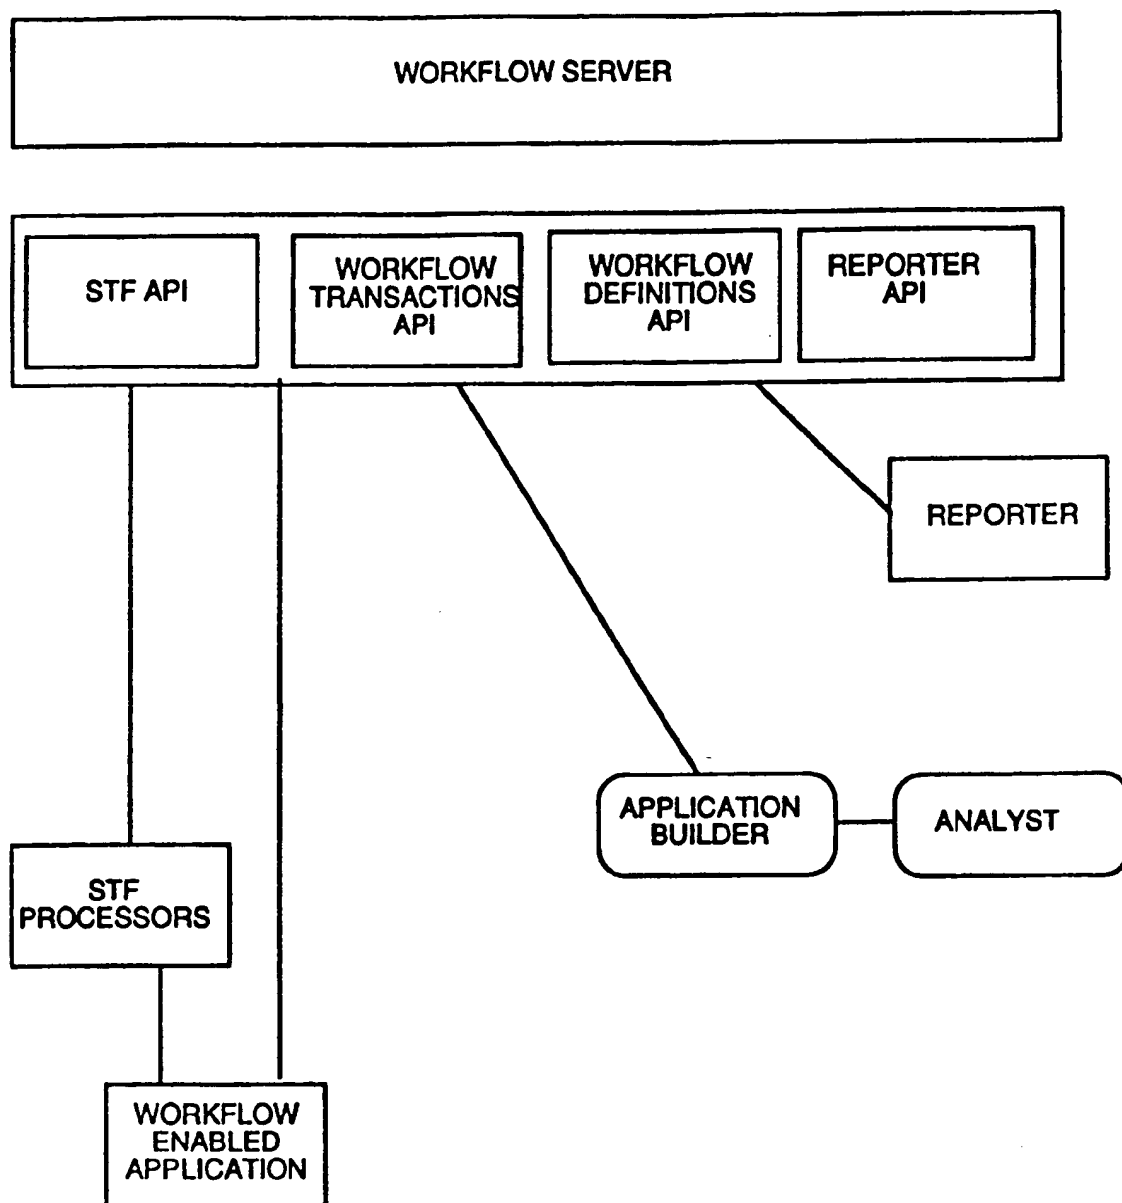 WORKFLOW SERVER
STF API
WORKFLOW
TRANSACTIONS
API
WORKFLOW
DEFINITIONS
API
REPORTER
API
REPORTER
APPLICATION
BUILDER
ANALYST
STF
PROCESSORS
WORKFLOW
ENABLED
APPLICATION